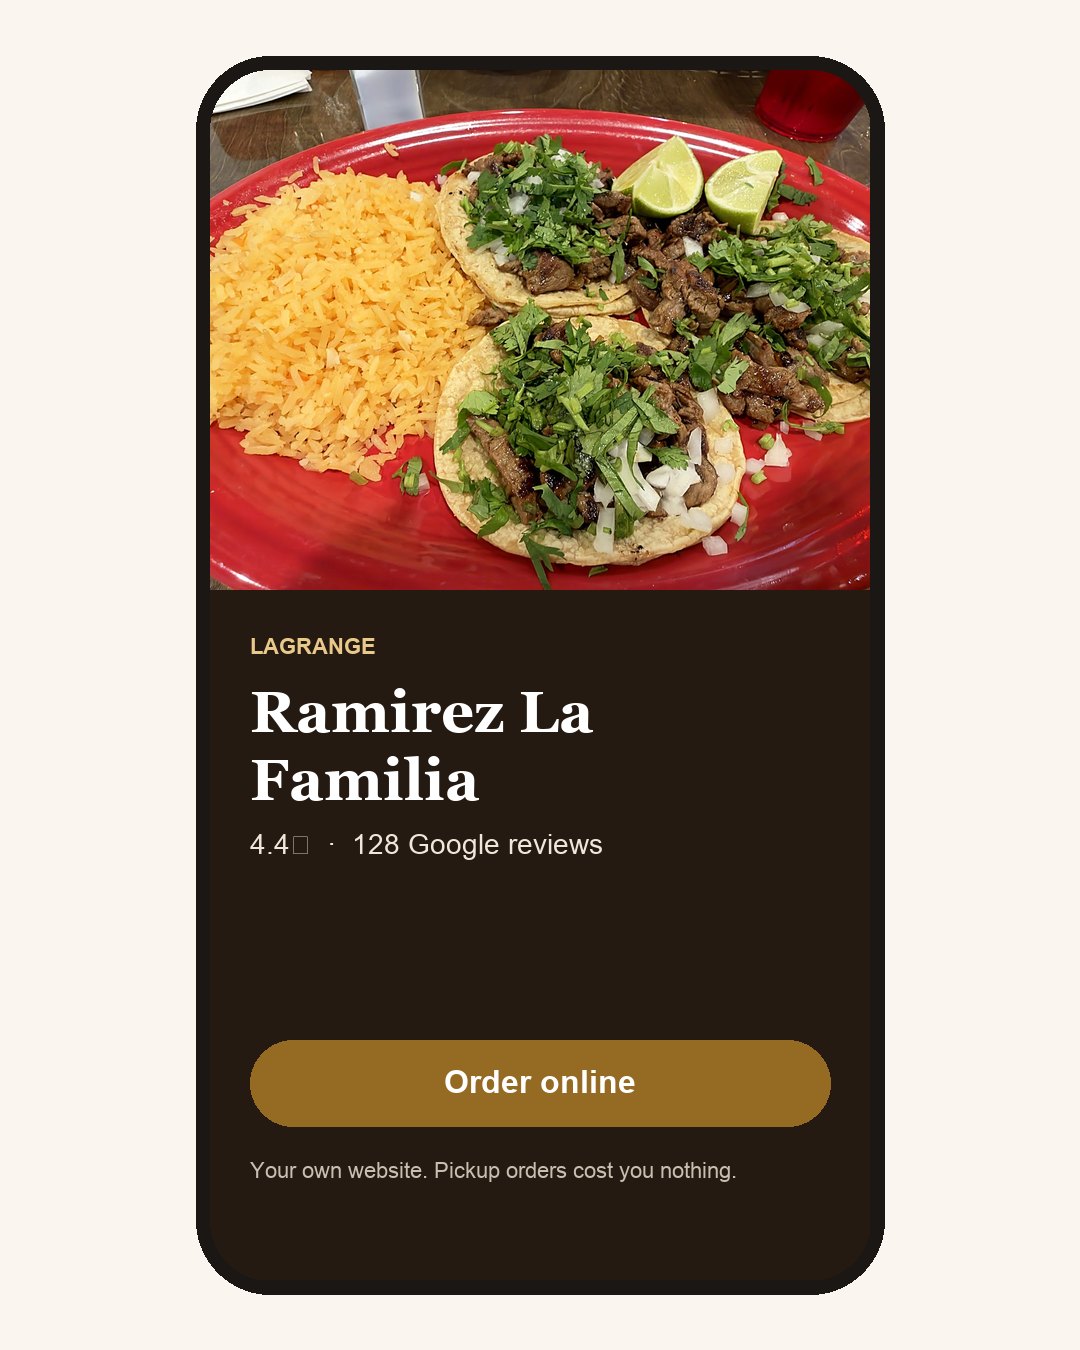 LAGRANGE
Ramirez La
Familia
4.4□ · 128 Google reviews
Order online
Your own website. Pickup orders cost you nothing.